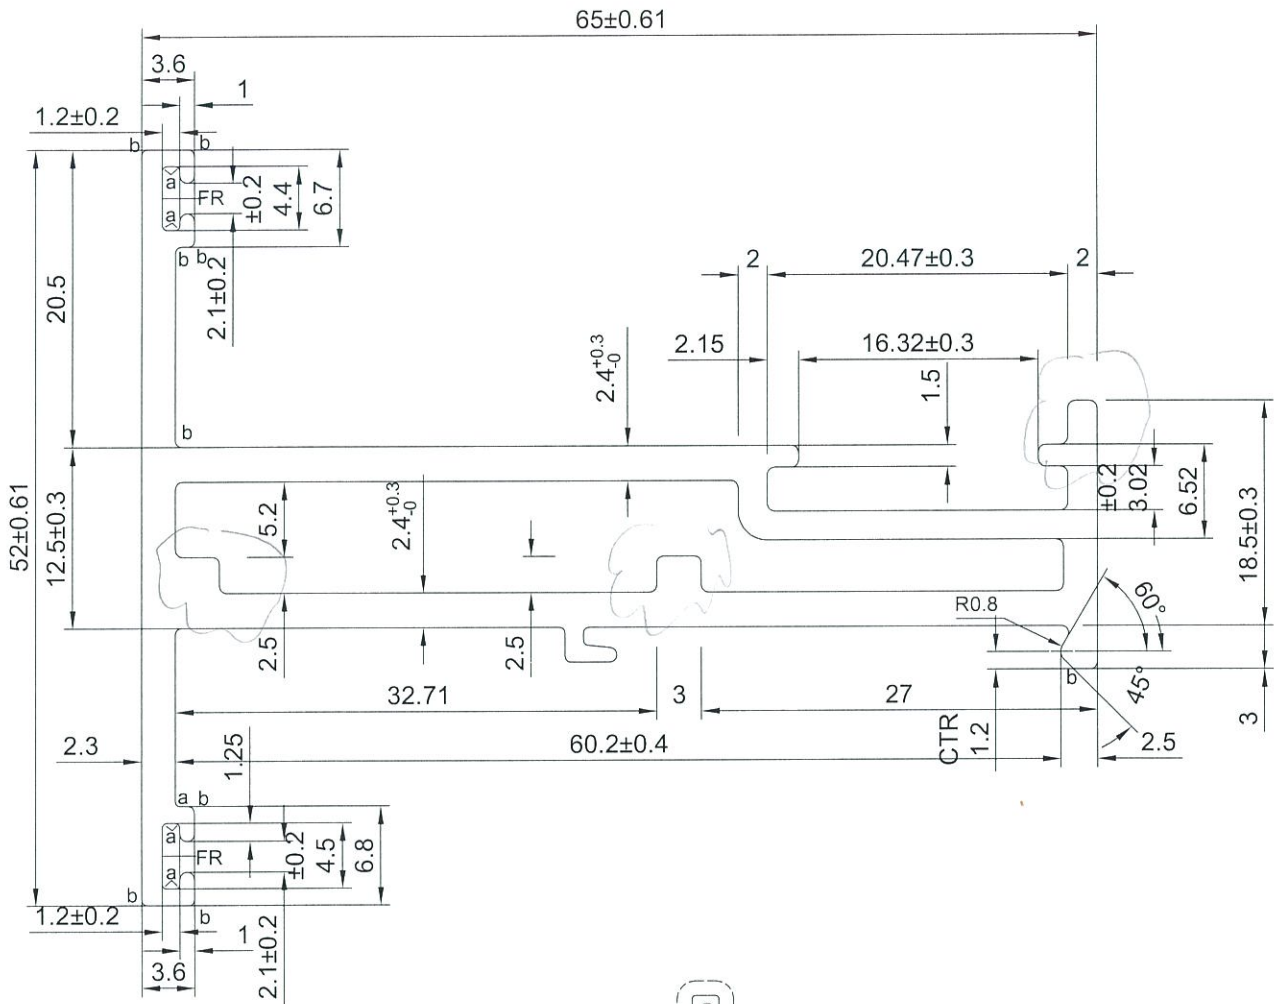 65±0.61
3.6
1
1.2±0.2
b
b
a
FR
a
±0.2
4.4
6.7
b
b
2.1±0.2
20.5
2
20.47±0.3
2
2.15
16.32±0.3
2.4+0.3-0
1.5
b
52±0.61
12.5±0.3
5.2
2.4+0.3-0
±0.2
3.02
6.52
18.5±0.3
R0.8
60°
2.5
2.5
b
45°
32.71
3
27
CTR
1.2
3
2.3
1.25
60.2±0.4
2.5
a
b
a
FR
a
±0.2
4.5
6.8
b
1.2±0.2
b
1
2.1±0.2
3.6